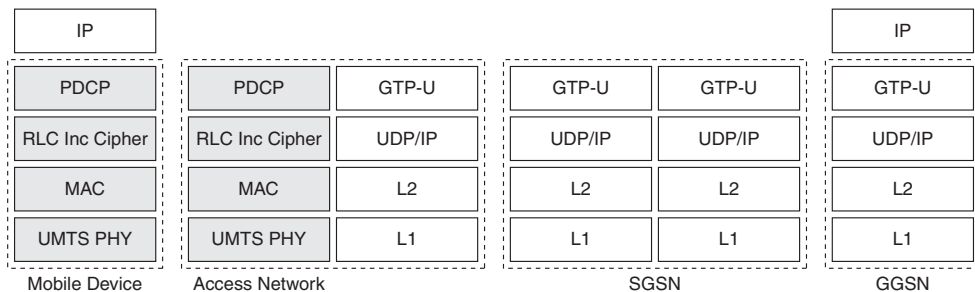 IP IP
PDCP PDCP GTP-U GTP-U GTP-U GTP-U
RLC Inc Cipher RLC Inc Cipher UDP/IP UDP/IP UDP/IP UDP/IP
MAC MAC L2 L2 L2 L2
UMTS PHY UMTS PHY L1 L1 L1 L1
Mobile Device Access Network SGSN GGSN